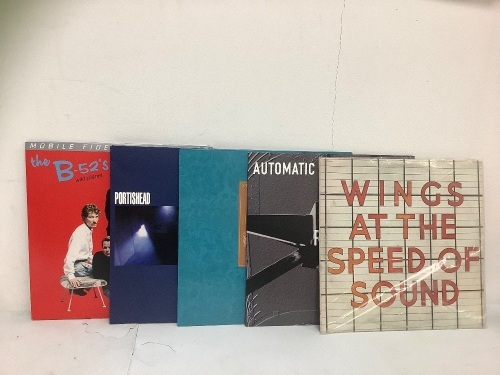 MOBILE FIDE
the B-52's
PORTISHEAD
AUTOMATIC
WINGS
AT THE
SPEED OF
SOUND